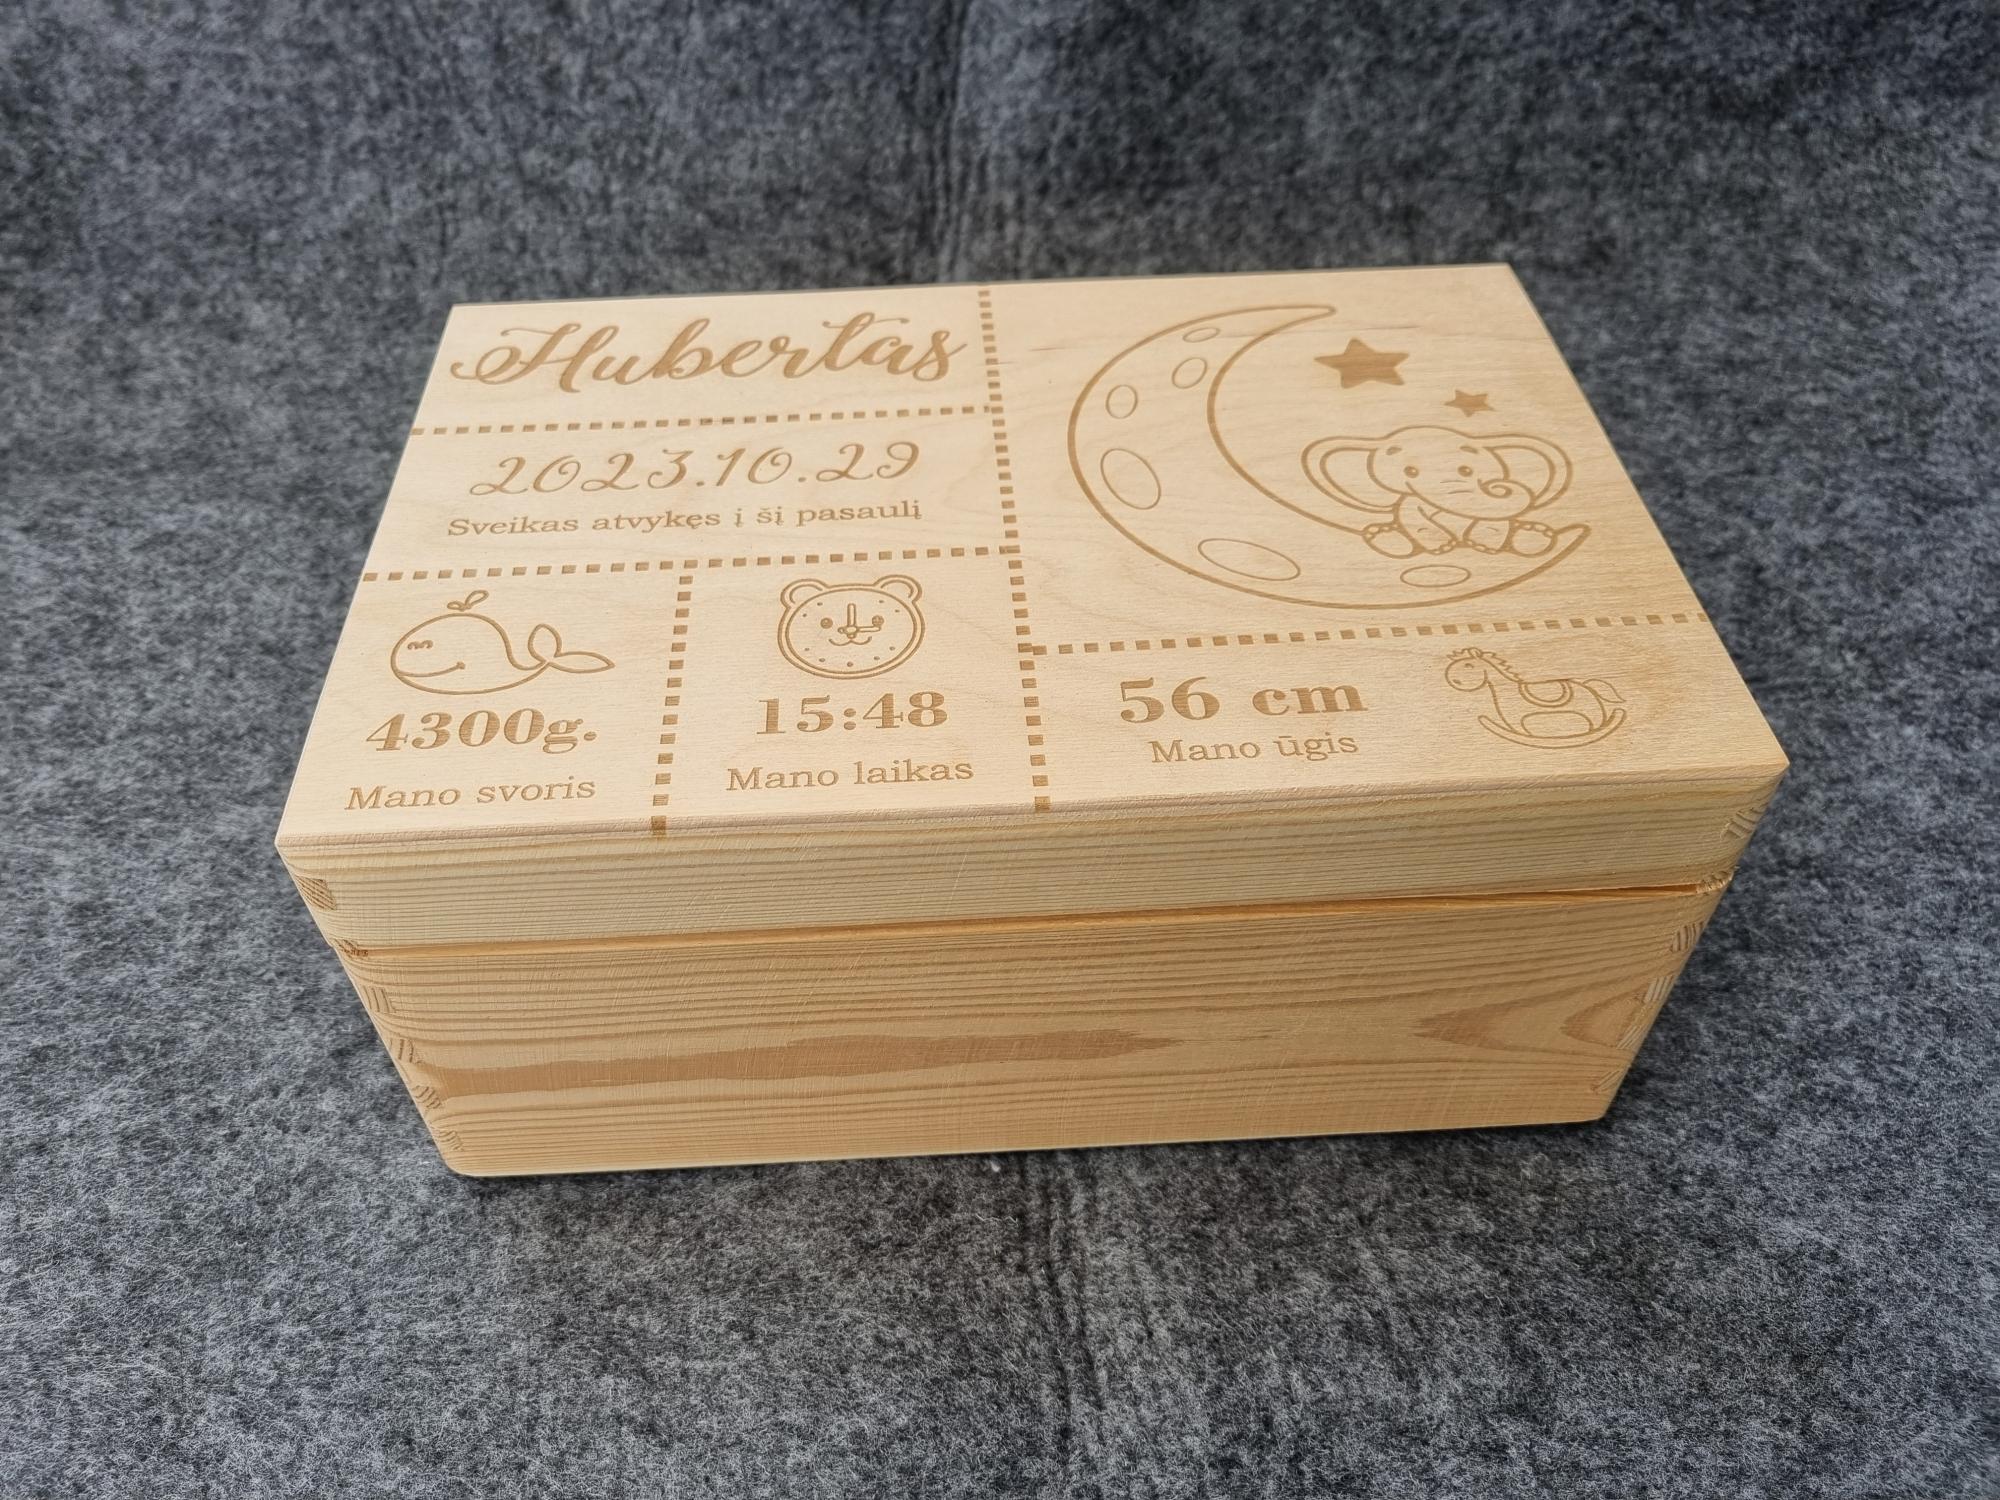 Hubertas
2023.10.29
Sveikas atvykęs į šį pasaulį
4300g.
Mano svoris
15:48
Mano laikas
56 cm
Mano ūgis